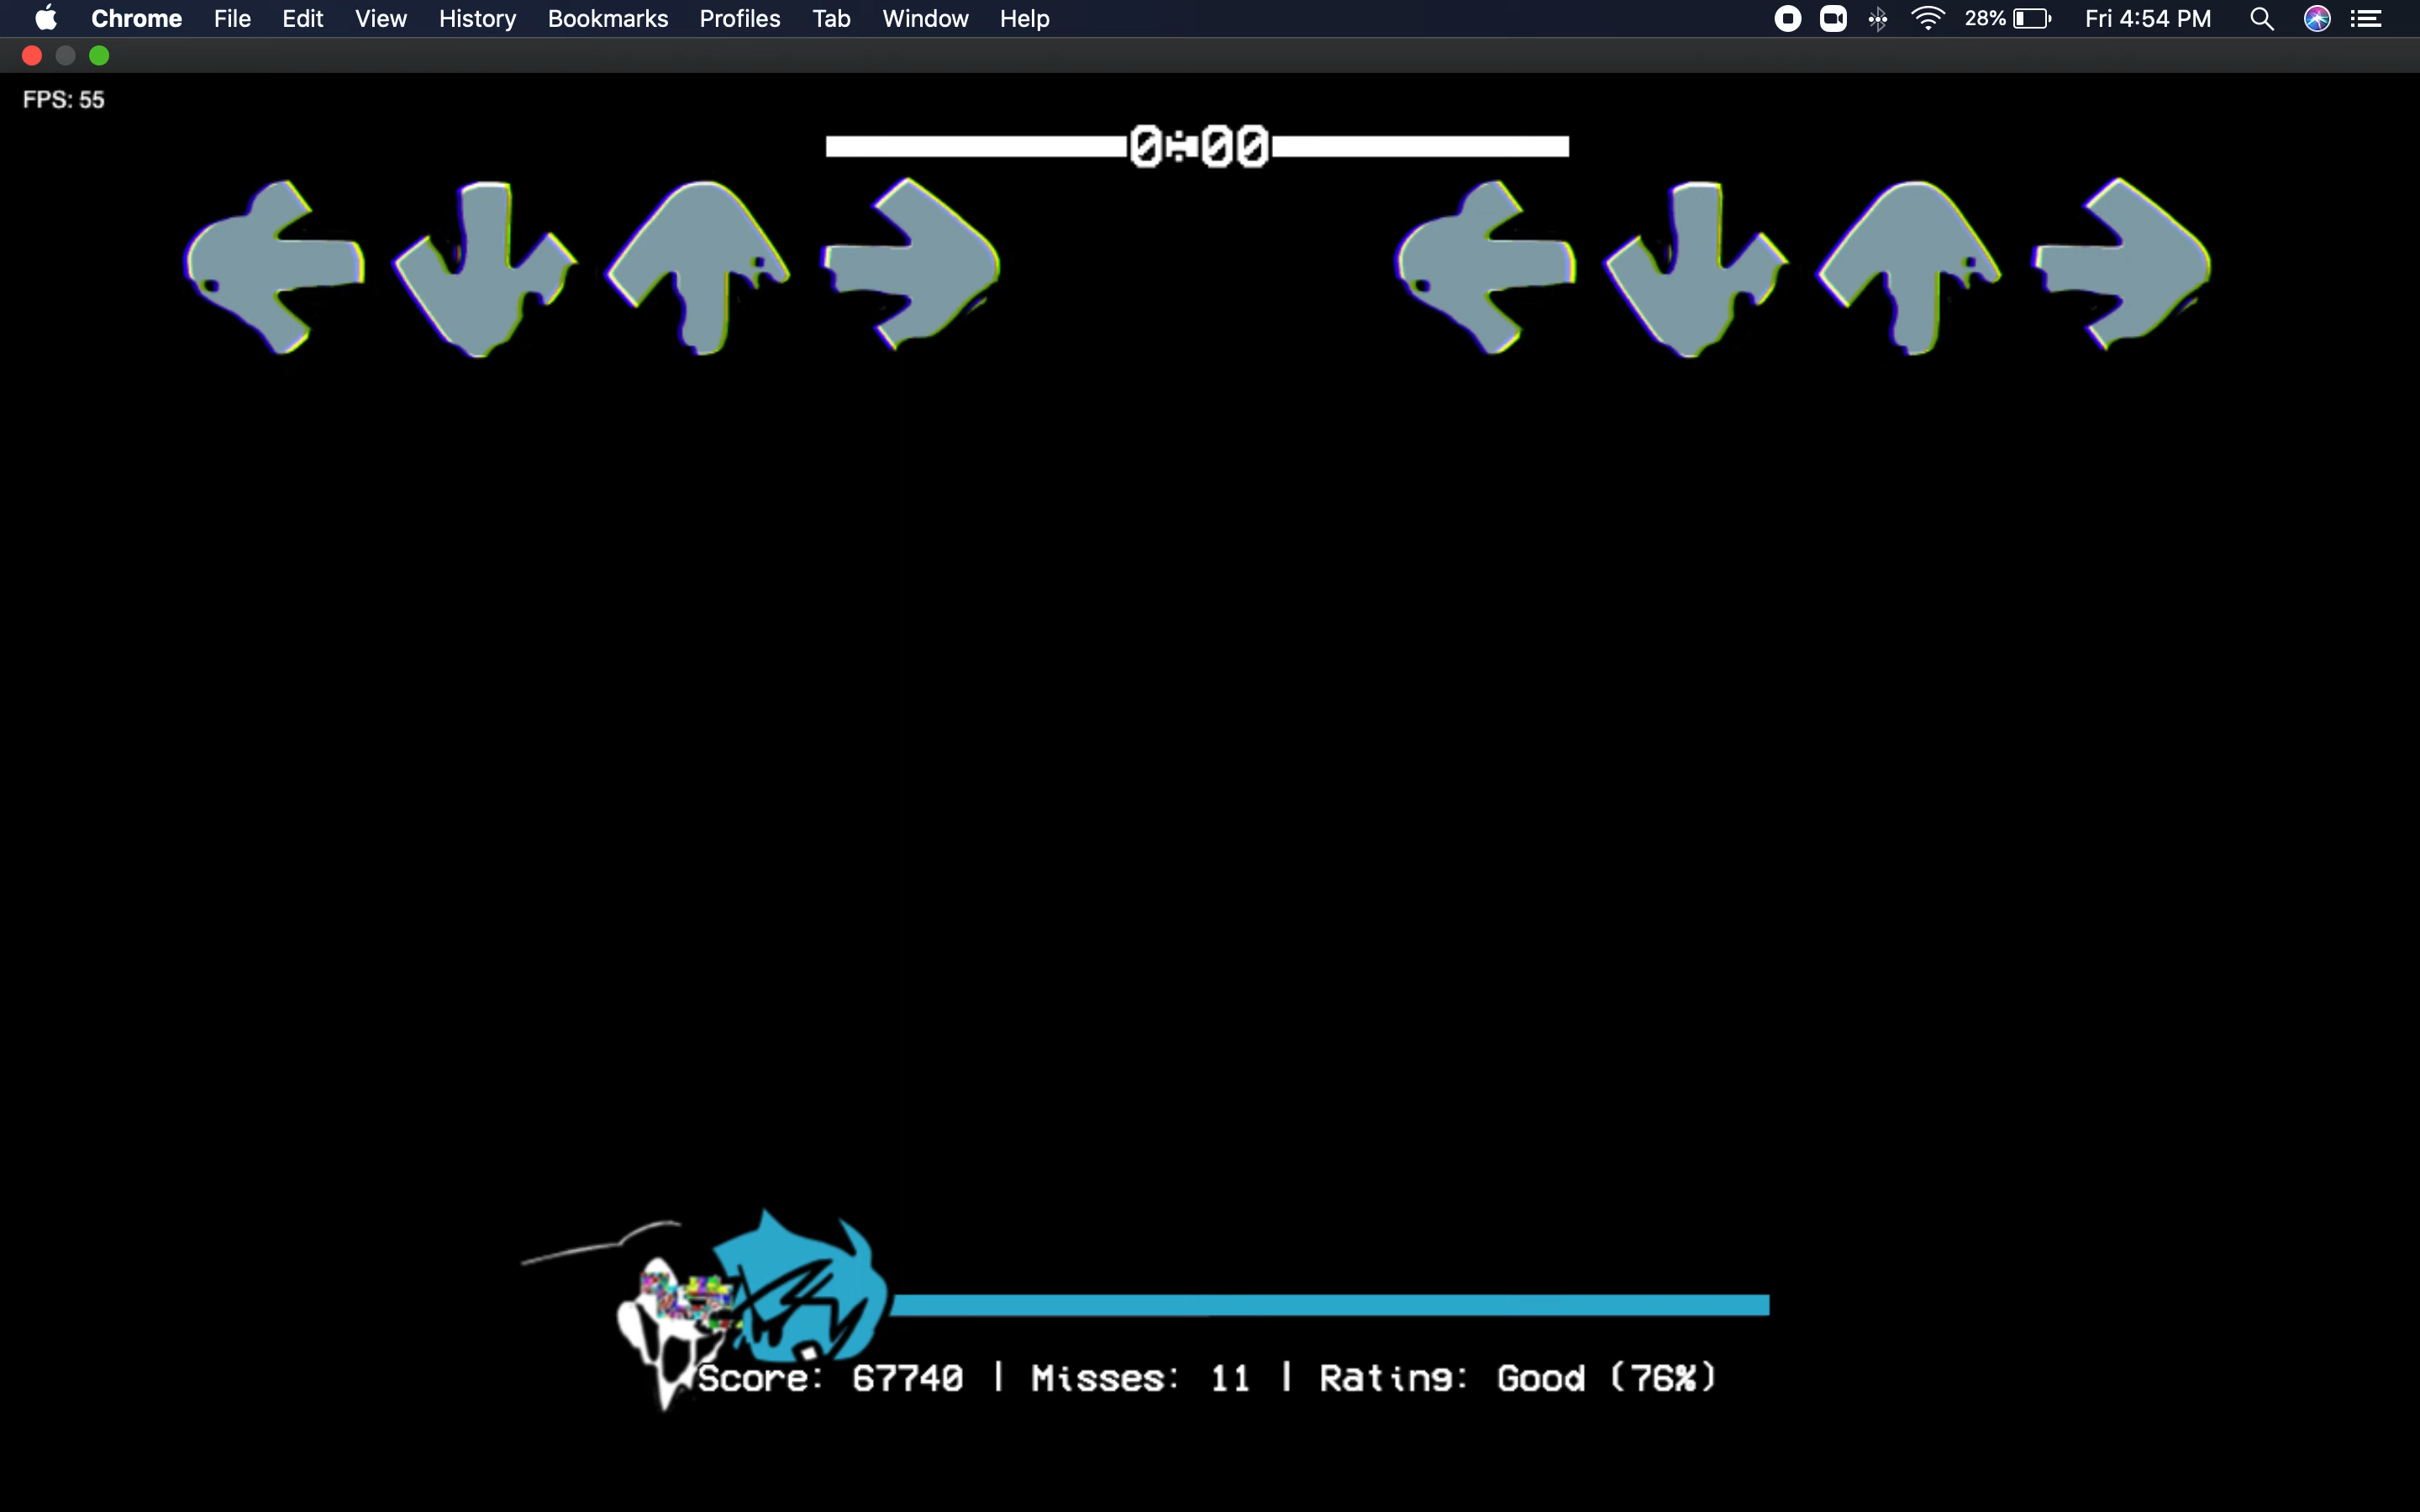 Chrome File Edit View History Bookmarks Profiles Tab Window Help 28% Fri 4:54 PM
FPS: 55
0:00
Score: 67740 | Misses: 11 | Rating: Good (76%)